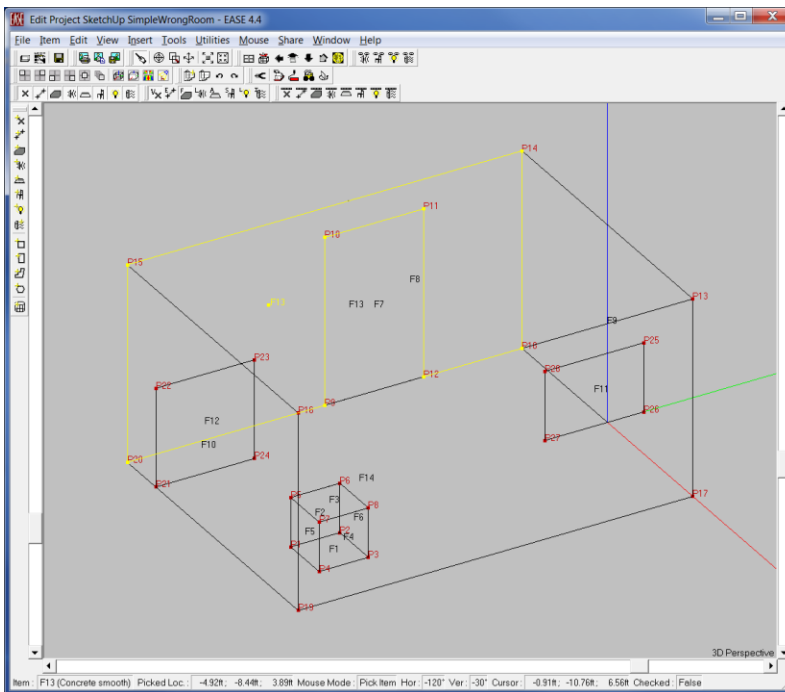 Edit Project SketchUp SimpleWrongRoom - EASE 4.4
File Item Edit View Insert Tools Utilities Mouse Share Window Help
P14
P11
P10
P15
F8
F13
F13 F7
P13
F9
P18
P25
P23
P28
P12
P22
F11
P9
P16
P26
F12
F10
P27
P24
P20
P21
F14
P6
P5
F3
P17
P8
F2
F6
P7
P2
F5
F4
P1
F1
P3
P4
P19
3D Perspective
Item : F13 (Concrete smooth) Picked Loc. : -4.92ft ; -8.44ft ; 3.89ft Mouse Mode : Pick Item Hor : -120° Ver : -30° Cursor : -0.91ft ; -10.76ft ; 6.56ft Checked : False